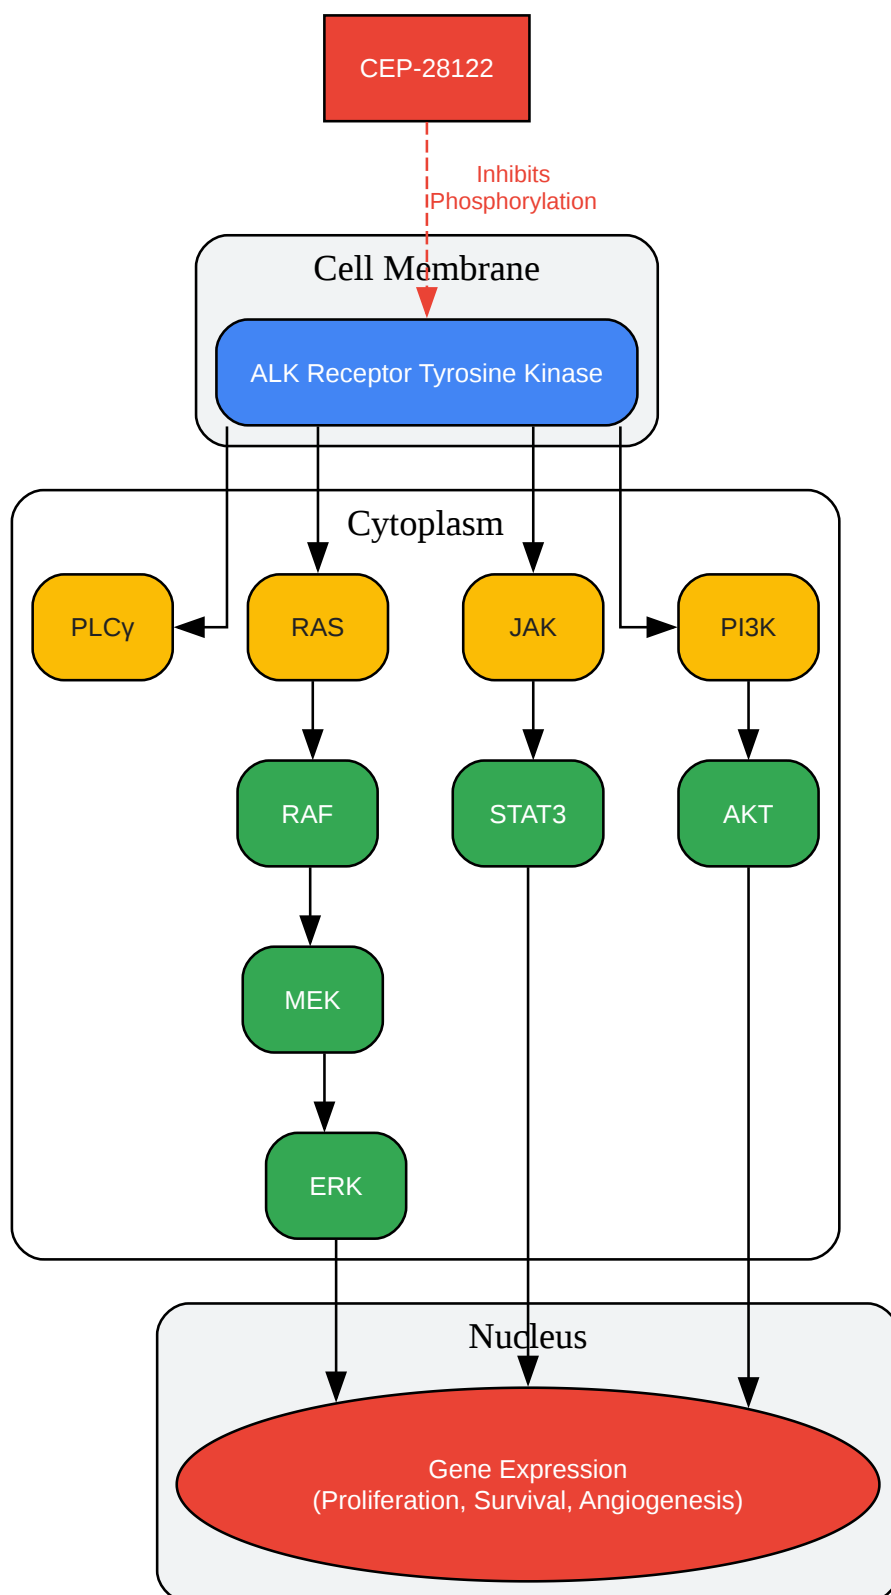 CEP-28122
Inhibits
Phosphorylation
Cell Membrane
ALK Receptor Tyrosine Kinase
Cytoplasm
PLCγ
RAS
JAK
PI3K
RAF
STAT3
AKT
MEK
ERK
Nucleus
Gene Expression
(Proliferation, Survival, Angiogenesis)